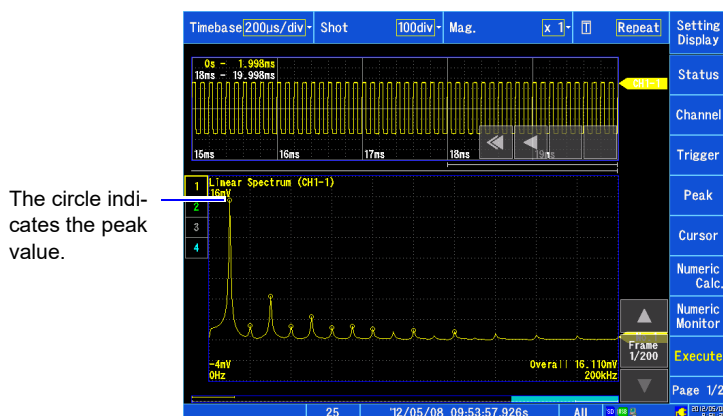 Timebase 200µs/div Shot 100div Mag. x 1 T Repeat
Setting
Display
Status
Channel
Trigger
Peak
Cursor
Numeric
Calc.
Numeric
Monitor
Execute
Page 1/2
0s - 1.998ms
18ms - 19.998ms
CH1-1
15ms 16ms 17ms 18ms 19ms
The circle indi-
cates the peak
value.
1
2
3
4
Linear Spectrum (CH1-1)
16mV
-4mV
0Hz
Overall 16.110mV
200kHz
Frame
1/200
25 '12/05/08 09:53:57.926s All SD